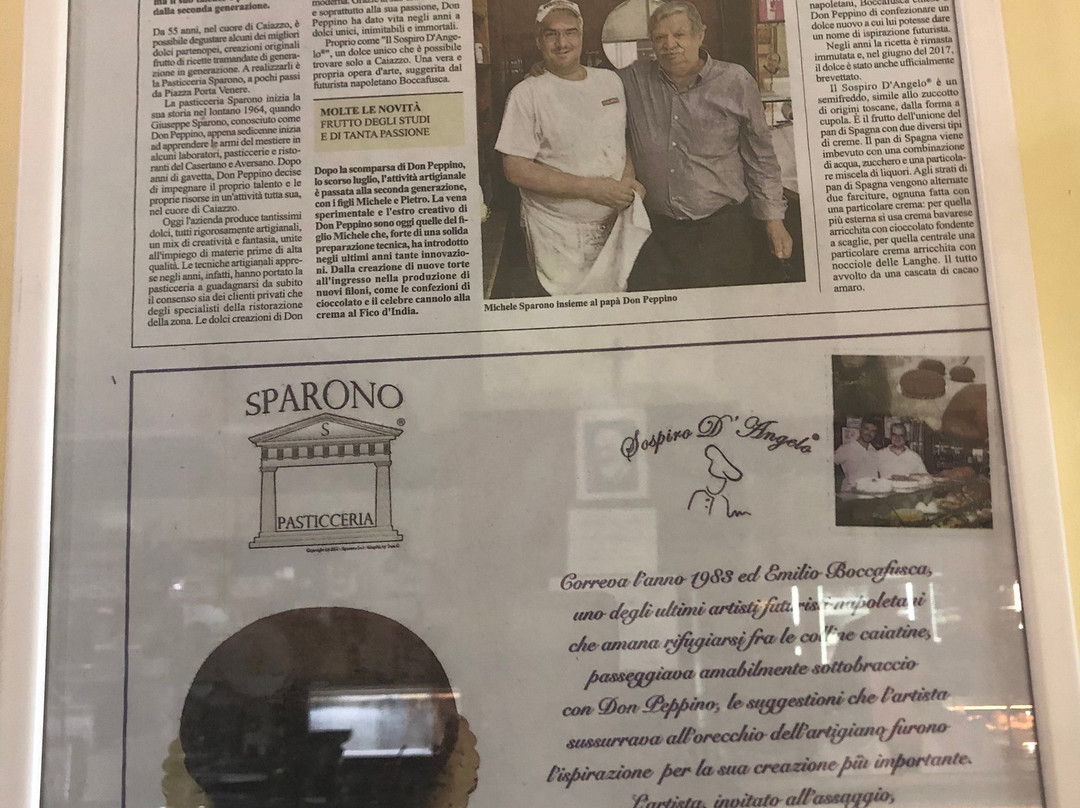 dalla seconda generazione.
Da 55 anni, nel cuore di Caiazzo, è
possibile degustare alcuni dei migliori
dolci partenopei, creazioni originali
frutto di ricette tramandate di genera-
zione in generazione. A realizzarli è
la Pasticceria Sparono, a pochi passi
da Piazza Porta Venere.
La pasticceria Sparono inizia la
sua storia nel lontano 1964, quando
Giuseppe Sparono, conosciuto come
Don Peppino, appena sedicenne inizia
ad apprendere le armi del mestiere in
alcuni laboratori, pasticcerie e risto-
ranti del Casertano e Aversano. Dopo
anni di gavetta, Don Peppino decise
di impegnare il proprio talento e le
proprie risorse in un'attività tutta sua,
nel cuore di Caiazzo.
Oggi l'azienda produce tantissimi
dolci, tutti rigorosamente artigianali,
un mix di creatività e fantasia, unite
all'impiego di materie prime di alta
qualità. Le tecniche artigianali appre-
se negli anni, infatti, hanno portato la
pasticceria a guadagnarsi da subito
il consenso sia dei clienti privati che
degli specialisti della ristorazione
della zona. Le dolci creazioni di Don
e soprattutto alla sua passione, Don
Peppino ha dato vita negli anni a
dolci unici, inimitabili e immortali.
Proprio come "Il Sospiro D'Ange-
lo®", un dolce unico che è possibile
trovare solo a Caiazzo. Una vera e
propria opera d'arte, suggerita dal
futurista napoletano Boccafusca.
MOLTE LE NOVITÀ
FRUTTO DEGLI STUDI
E DI TANTA PASSIONE
Dopo la scomparsa di Don Peppino,
lo scorso luglio, l'attività artigianale
è passata alla seconda generazione,
con i figli Michele e Pietro. La vena
sperimentale e l'estro creativo di
Don Peppino sono oggi quelle del fi-
glio Michele che, forte di una solida
preparazione tecnica, ha introdotto
negli ultimi anni tante innovazio-
ni. Dalla creazione di nuove torte
all'ingresso nella produzione di
nuovi filoni, come le confezioni di
cioccolato e il celebre cannolo alla
crema al Fico d'India.
Michele Sparono insieme al papà Don Peppino
napoletani, Boccafusca
Don Peppino di confezionare un
dolce nuovo a cui lui potesse dare
un nome di ispirazione futurista.
Negli anni la ricetta è rimasta
immutata e, nel giugno del 2017,
il dolce è stato anche ufficialmente
brevettato.
Il Sospiro D'Angelo® è un
semifreddo, simile allo zuccotto
di origini toscane, dalla forma a
cupola. È il frutto dell'unione del
pan di Spagna con due diversi tipi
di creme. Il pan di Spagna viene
imbevuto con una combinazione
di acqua, zucchero e una particola-
re miscela di liquori. Agli strati di
pan di Spagna vengono alternate
due farciture, ognuna fatta con
una particolare crema: per quella
più esterna si usa crema bavarese
arricchita con cioccolato fondente
a scaglie, per quella centrale una
particolare crema arricchita con
nocciole delle Langhe. Il tutto
avvolto da una cascata di cacao
amaro.
SPARONO
®
S
PASTICCERIA
Sospiro D'Angelo®
Correva l'anno 1983 ed Emilio Boccafusca,
uno degli ultimi artisti futuristi napoletani
che amana rifugiarsi fra le colline caiatine,
passeggiava amabilmente sottobraccio
con Don Peppino, le suggestioni che l'artista
sussurrava all'orecchio dell'artigiano furono
l'ispirazione per la sua creazione più importante.
L'artista, invitato all'assaggio,